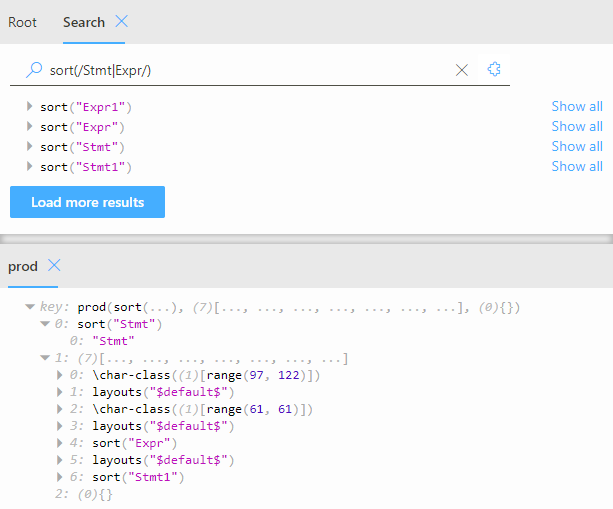 Root Search
sort(/Stmt|Expr/)
sort("Expr1") Show all
sort("Expr") Show all
sort("Stmt") Show all
sort("Stmt1") Show all
Load more results
prod
key: prod(sort(...), (7)[..., ..., ..., ..., ..., ..., ...], (0){})
0: sort("Stmt")
0: "Stmt"
1: (7)[..., ..., ..., ..., ..., ..., ...]
0: \char-class((1)[range(97, 122)])
1: layouts("$default$")
2: \char-class((1)[range(61, 61)])
3: layouts("$default$")
4: sort("Expr")
5: layouts("$default$")
6: sort("Stmt1")
2: (0){}